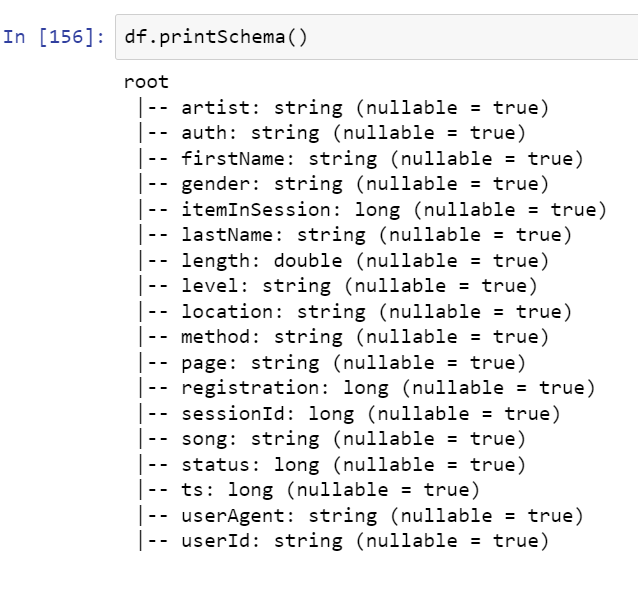 In [156]: df.printSchema()
root
|-- artist: string (nullable = true)
|-- auth: string (nullable = true)
|-- firstName: string (nullable = true)
|-- gender: string (nullable = true)
|-- itemInSession: long (nullable = true)
|-- lastName: string (nullable = true)
|-- length: double (nullable = true)
|-- level: string (nullable = true)
|-- location: string (nullable = true)
|-- method: string (nullable = true)
|-- page: string (nullable = true)
|-- registration: long (nullable = true)
|-- sessionId: long (nullable = true)
|-- song: string (nullable = true)
|-- status: long (nullable = true)
|-- ts: long (nullable = true)
|-- userAgent: string (nullable = true)
|-- userId: string (nullable = true)